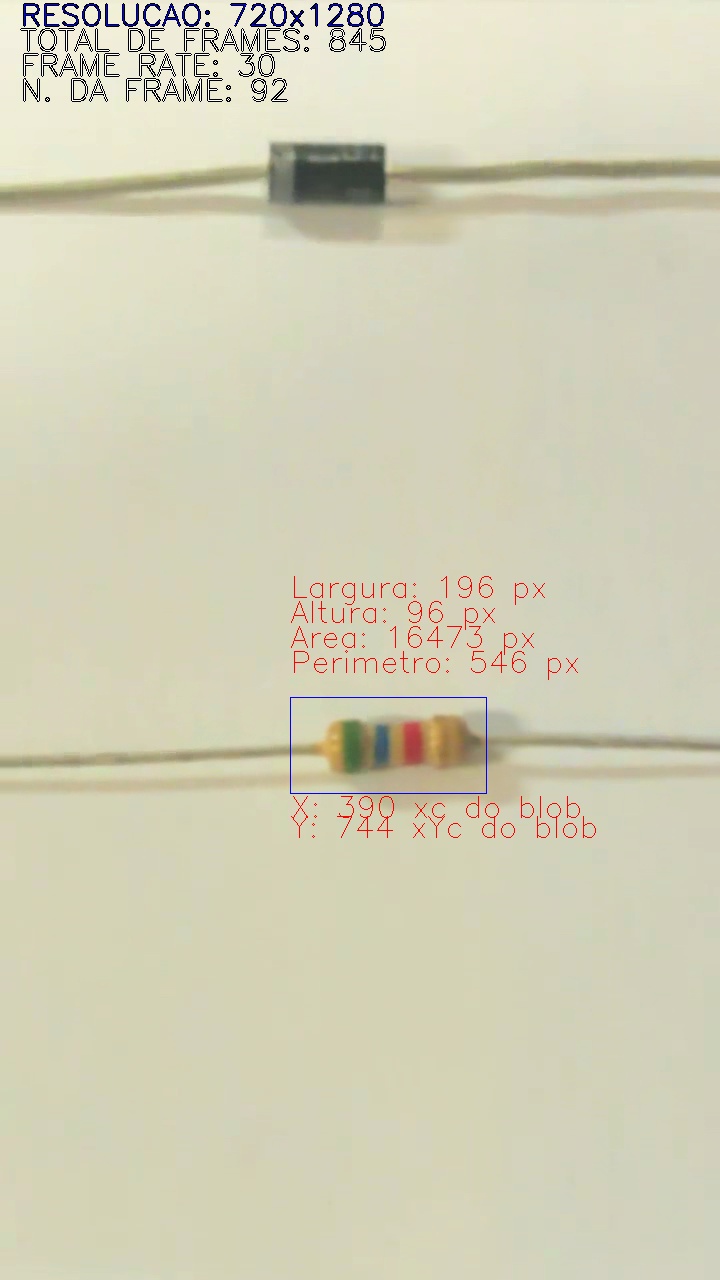 RESOLUCAO: 720x1280
TOTAL DE FRAMES: 845
FRAME RATE: 30
N. DA FRAME: 92
Largura: 196 px
Altura: 96 px
Area: 16473 px
Perimetro: 546 px
X: 390 xc do blob
Y: 744 xYc do blob